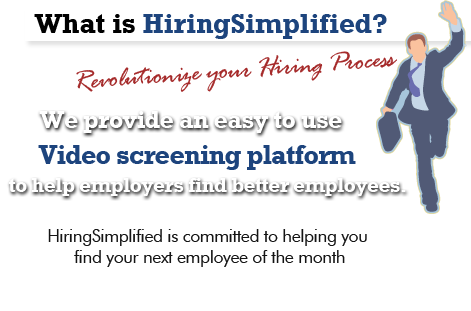 What is HiringSimplified?
Revolutionize your Hiring Process
We provide an easy to use
Video screening platform
to help employers find better employees.
HiringSimplified is committed to helping you
find your next employee of the month